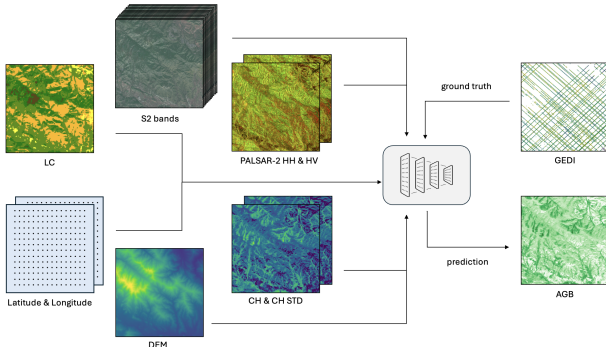 S2 bands
ground truth
LC
PALSAR-2 HH & HV
GEDI
Latitude & Longitude
CH & CH STD
prediction
AGB
DEM